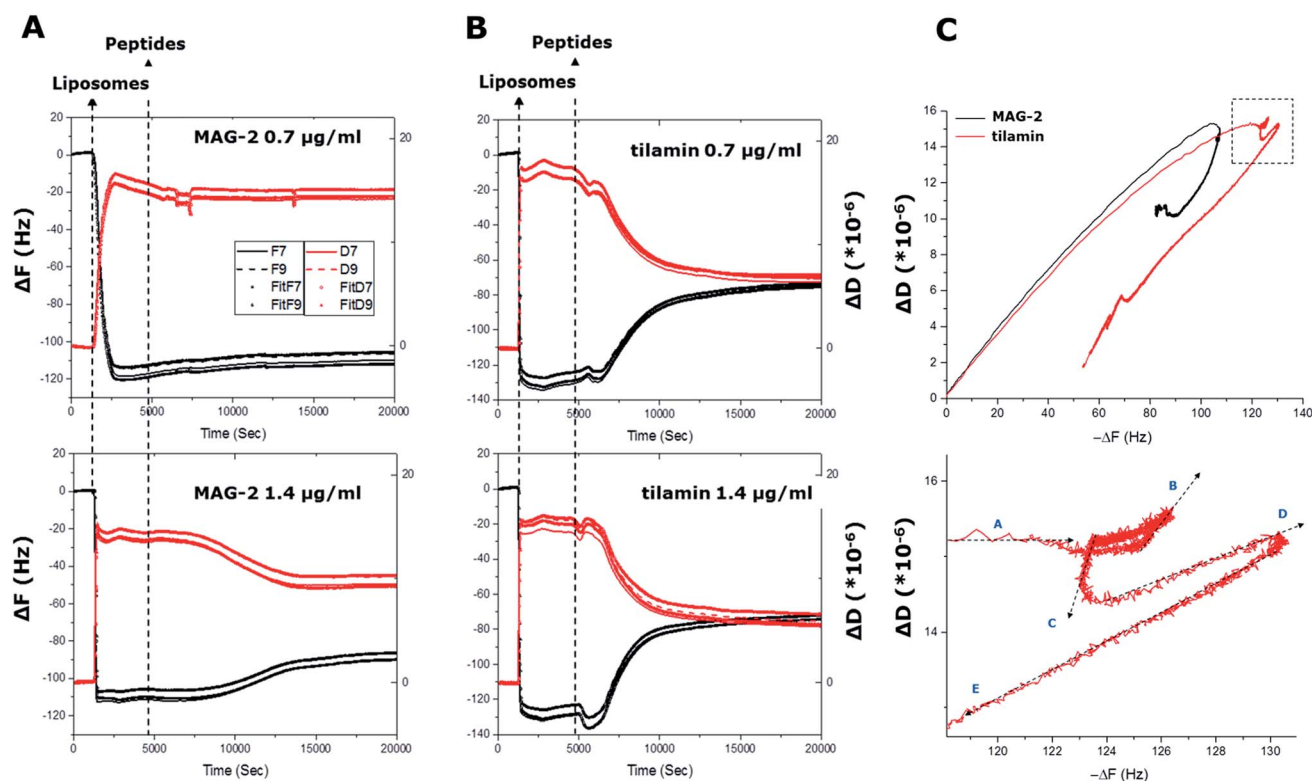 A
Peptides
Liposomes
MAG-2 0.7 µg/ml
20
0
-20
-40
-60
-80
-100
-120
ΔF (Hz)
20
10
0
F7 D7
F9 D9
FitF7 FitD7
FitF9 FitD9
0 5000 10000 15000 20000
Time (Sec)
MAG-2 1.4 µg/ml
20
0
-20
-40
-60
-80
-100
-120
ΔF (Hz)
20
10
0
0 5000 10000 15000 20000
Time (Sec)
B
Peptides
Liposomes
tilamin 0.7 µg/ml
20
0
-20
-40
-60
-80
-100
-120
-140
20
10
0
ΔD (*10⁻⁶)
0 5000 10000 15000 20000
Time (Sec)
tilamin 1.4 µg/ml
20
0
-20
-40
-60
-80
-100
-120
-140
20
10
0
ΔD (*10⁻⁶)
0 5000 10000 15000 20000
Time (Sec)
C
MAG-2
tilamin
16
14
12
10
8
6
4
2
0
ΔD (*10⁻⁶)
0 20 40 60 80 100 120 140
−ΔF (Hz)
16
14
ΔD (*10⁻⁶)
A
B
C
D
E
120 122 124 126 128 130
−ΔF (Hz)